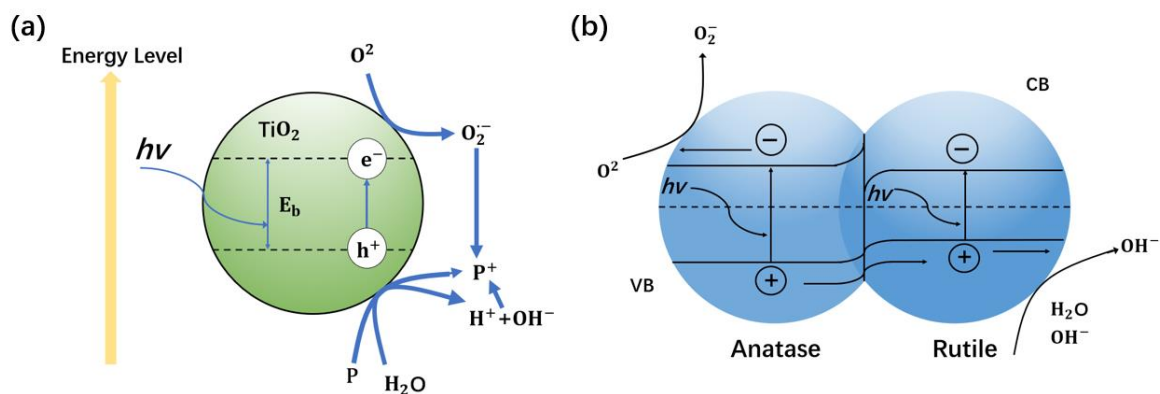 (a)
Energy Level
O²
TiO₂
hv
e⁻
O₂·⁻
E_b
h⁺
P⁺
H⁺+OH⁻
P
H₂O
(b)
O₂⁻
CB
O²
−
−
hv
hv
+
+
VB
OH⁻
H₂O
OH⁻
Anatase
Rutile